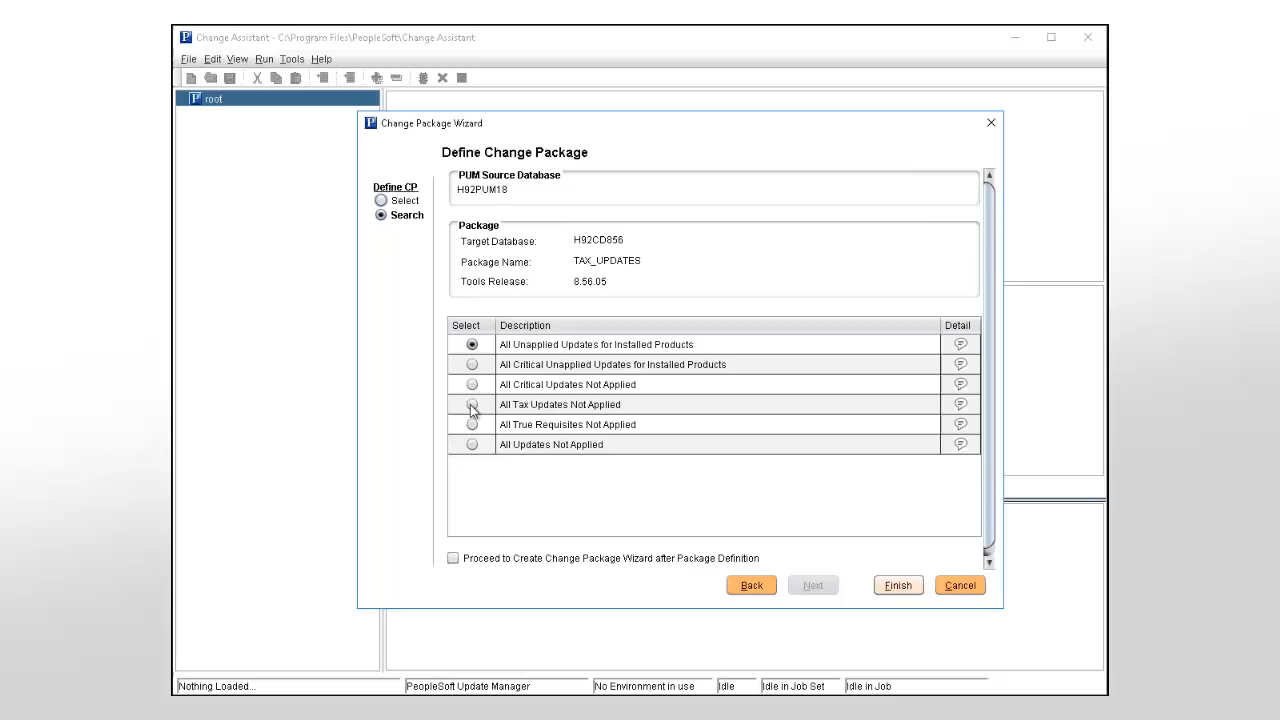 Change Assistant - C:\Program Files\PeopleSoft\Change Assistant
File Edit View Run Tools Help
root
Change Package Wizard
Define Change Package
Define CP
Select
Search
PUM Source Database
H92PUM18
Package
Target Database: H92CD856
Package Name: TAX_UPDATES
Tools Release: 8.56.05
Select Description Detail
All Unapplied Updates for Installed Products
All Critical Unapplied Updates for Installed Products
All Critical Updates Not Applied
All Tax Updates Not Applied
All True Requisites Not Applied
All Updates Not Applied
Proceed to Create Change Package Wizard after Package Definition
Back Next Finish Cancel
Nothing Loaded... PeopleSoft Update Manager No Environment in use Idle Idle in Job Set Idle in Job